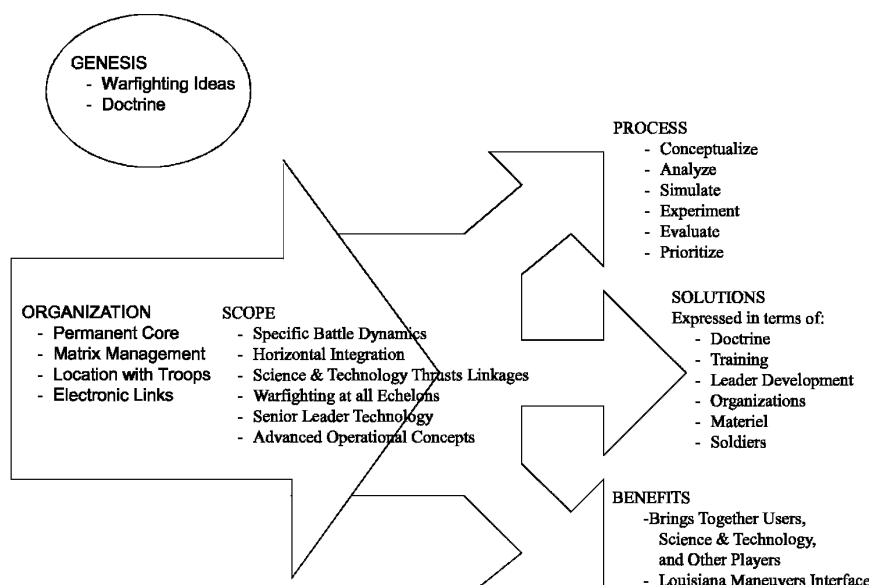 GENESIS
- Warfighting Ideas
- Doctrine
ORGANIZATION
- Permanent Core
- Matrix Management
- Location with Troops
- Electronic Links
SCOPE
- Specific Battle Dynamics
- Horizontal Integration
- Science & Technology Thrusts Linkages
- Warfighting at all Echelons
- Senior Leader Technology
- Advanced Operational Concepts
PROCESS
- Conceptualize
- Analyze
- Simulate
- Experiment
- Evaluate
- Prioritize
SOLUTIONS
Expressed in terms of:
- Doctrine
- Training
- Leader Development
- Organizations
- Materiel
- Soldiers
BENEFITS
-Brings Together Users,
Science & Technology,
and Other Players
- Louisiana Maneuvers Interface